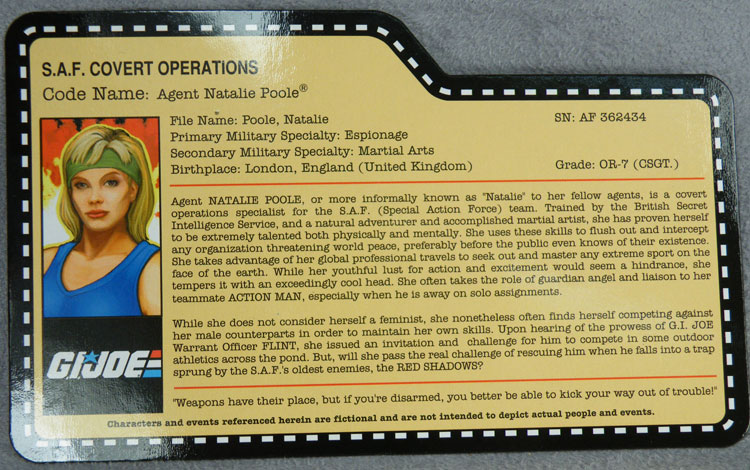 S.A.F. COVERT OPERATIONS
Code Name: Agent Natalie Poole®
File Name: Poole, Natalie
SN: AF 362434
Primary Military Specialty: Espionage
Secondary Military Specialty: Martial Arts
Birthplace: London, England (United Kingdom)
Grade: OR-7 (CSGT.)
Agent NATALIE POOLE, or more informally known as "Natalie" to her fellow agents, is a covert
operations specialist for the S.A.F. (Special Action Force) team. Trained by the British Secret
Intelligence Service, and a natural adventurer and accomplished martial artist, she has proven herself
to be extremely talented both physically and mentally. She uses these skills to flush out and intercept
any organization threatening world peace, preferably before the public even knows of their existence.
She takes advantage of her global professional travels to seek out and master any extreme sport on the
face of the earth. While her youthful lust for action and excitement would seem a hindrance, she
tempers it with an exceedingly cool head. She often takes the role of guardian angel and liaison to her
teammate ACTION MAN, especially when he is away on solo assignments.
While she does not consider herself a feminist, she nonetheless often finds herself competing against
her male counterparts in order to maintain her own skills. Upon hearing of the prowess of G.I. JOE
Warrant Officer FLINT, she issued an invitation and challenge for him to compete in some outdoor
athletics across the pond. But, will she pass the real challenge of rescuing him when he falls into a trap
sprung by the S.A.F.'s oldest enemies, the RED SHADOWS?
G.I. JOE
"Weapons have their place, but if you're disarmed, you better be able to kick your way out of trouble!"
Characters and events referenced herein are fictional and are not intended to depict actual people and events.